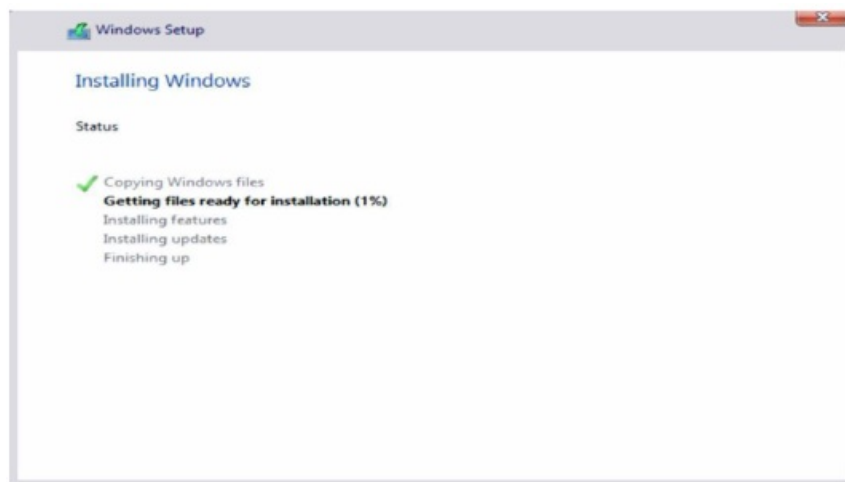 Windows Setup
Installing Windows
Status
Copying Windows files
Getting files ready for installation (1%)
Installing features
Installing updates
Finishing up